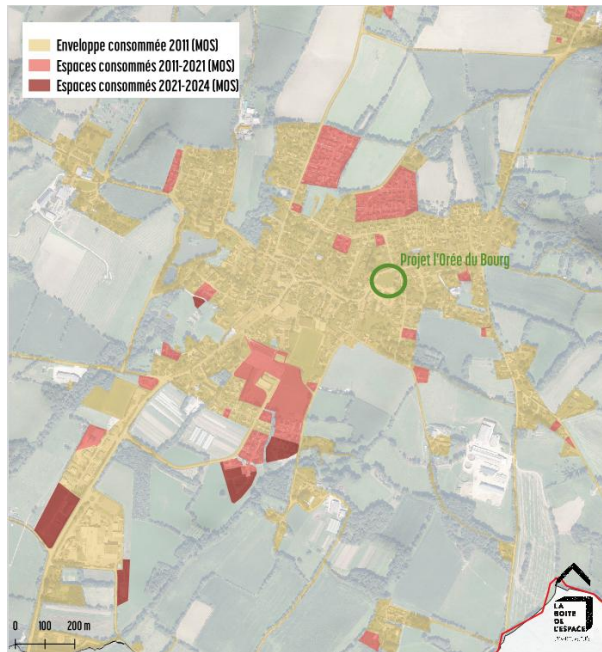 Enveloppe consommée 2011 (MOS)
Espaces consommés 2011-2021 (MOS)
Espaces consommés 2021-2024 (MOS)
Projet l'Orée du Bourg
0 100 200 m
LA
BOITE
DE
L'ESPACE